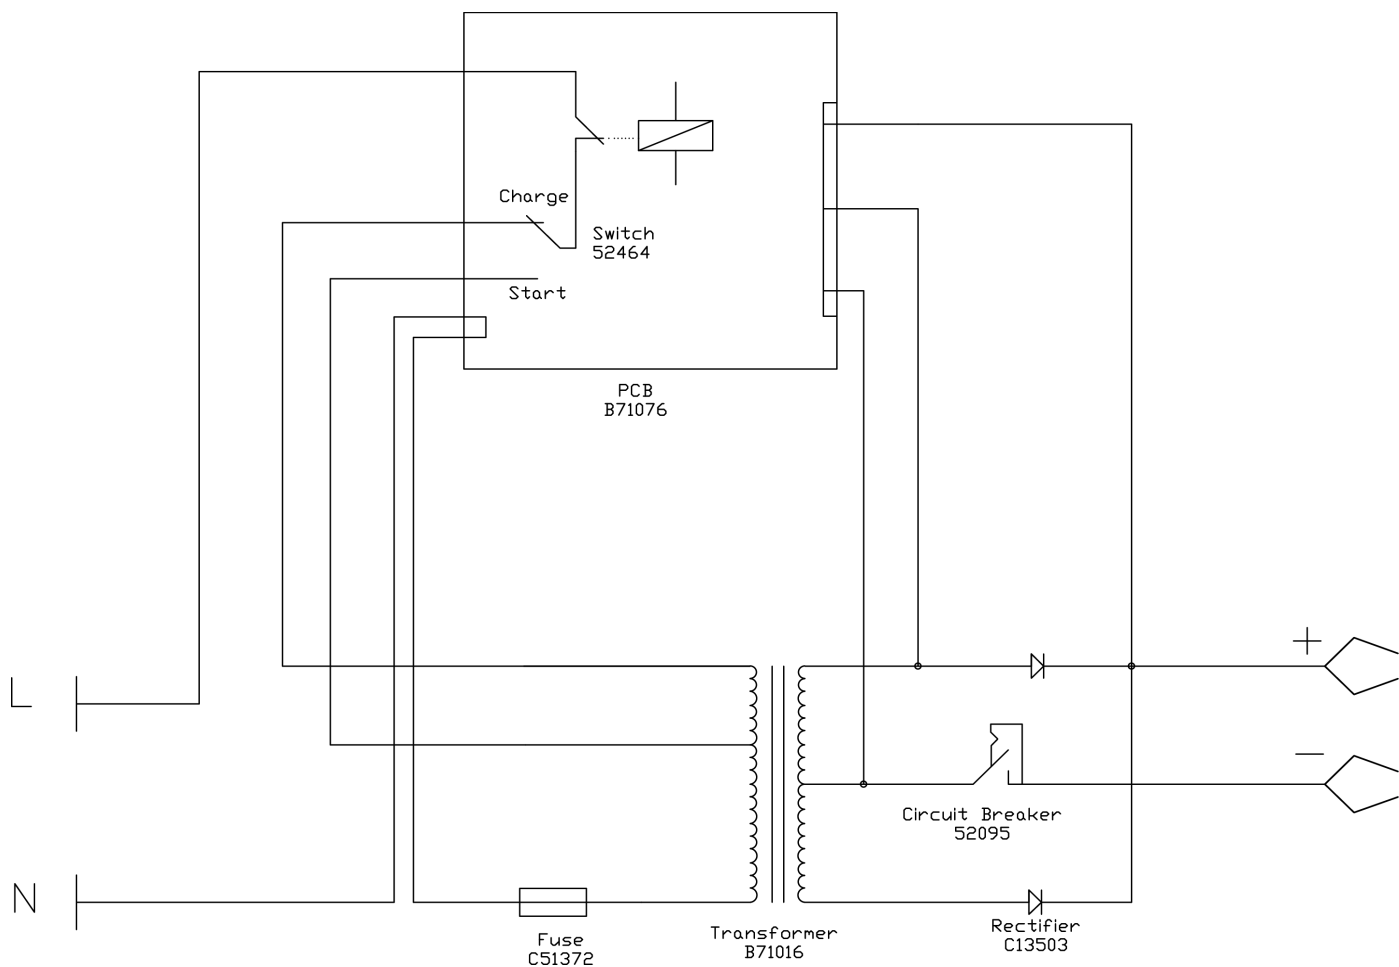 Charge
Switch
52464
Start
PCB
B71076
+
L
−
Circuit Breaker
52095
N
Rectifier
C13503
Transformer
B71016
Fuse
C51372